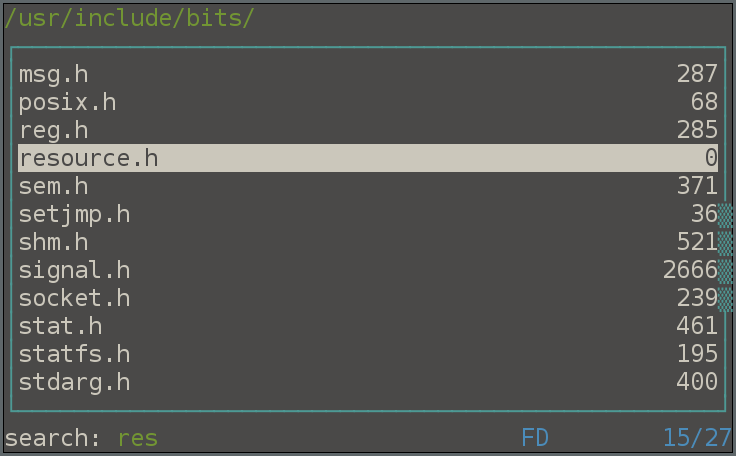 /usr/include/bits/
msg.h 287
posix.h 68
reg.h 285
resource.h 0
sem.h 371
setjmp.h 36
shm.h 521
signal.h 2666
socket.h 239
stat.h 461
statfs.h 195
stdarg.h 400
search: res FD 15/27